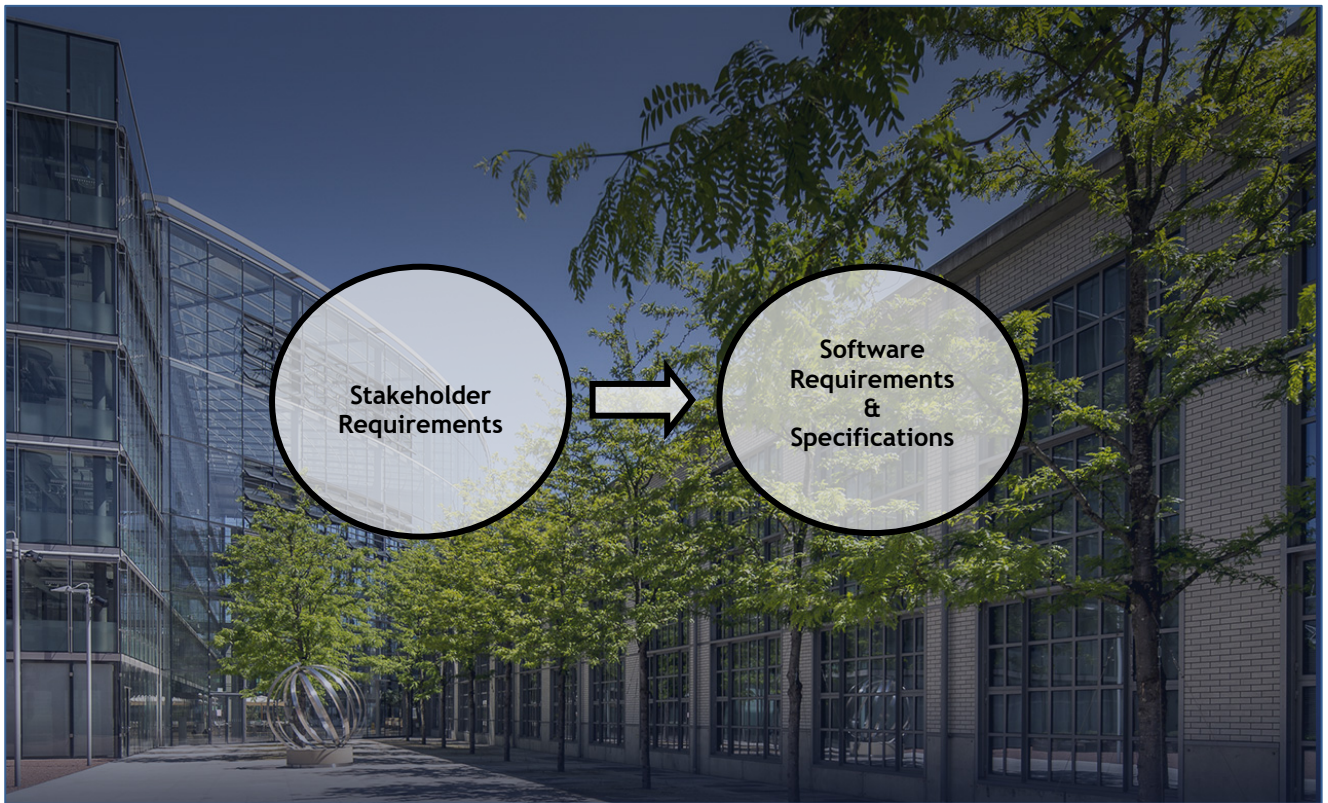 Stakeholder
Requirements
Software
Requirements
&
Specifications